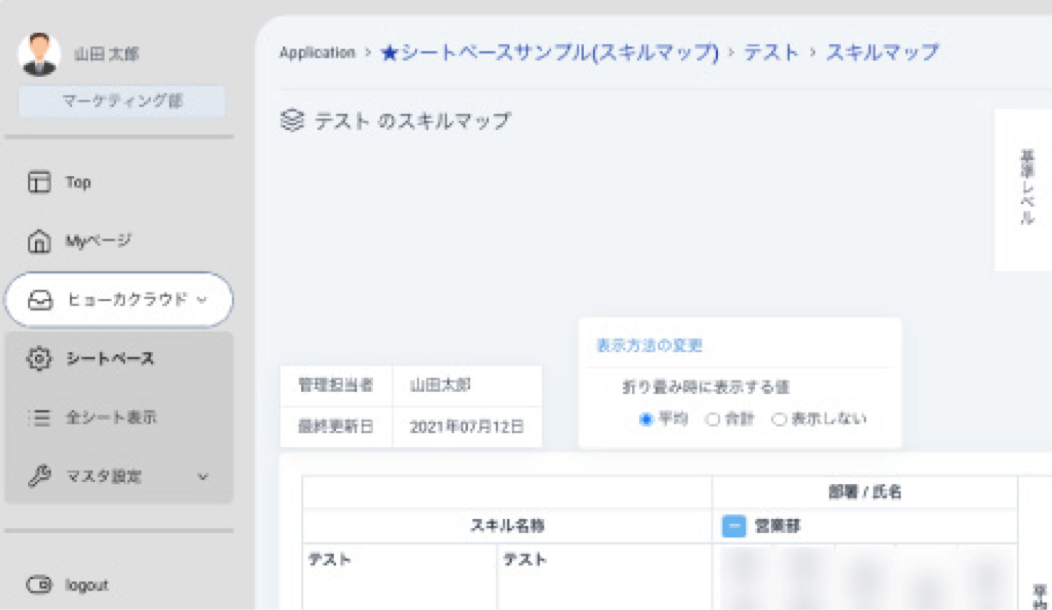 山田 太郎
マーケティング部
Top
Myページ
ヒョーカクラウド
シートベース
全シート表示
マスタ設定
logout
Application › ★シートベースサンプル(スキルマップ) › テスト › スキルマップ
テスト のスキルマップ
基準レベル
管理担当者 山田太郎
最終更新日 2021年07月12日
表示方法の変更
折り畳み時に表示する値
平均 合計 表示しない
部署 / 氏名
スキル名称 営業部
テスト テスト
平均